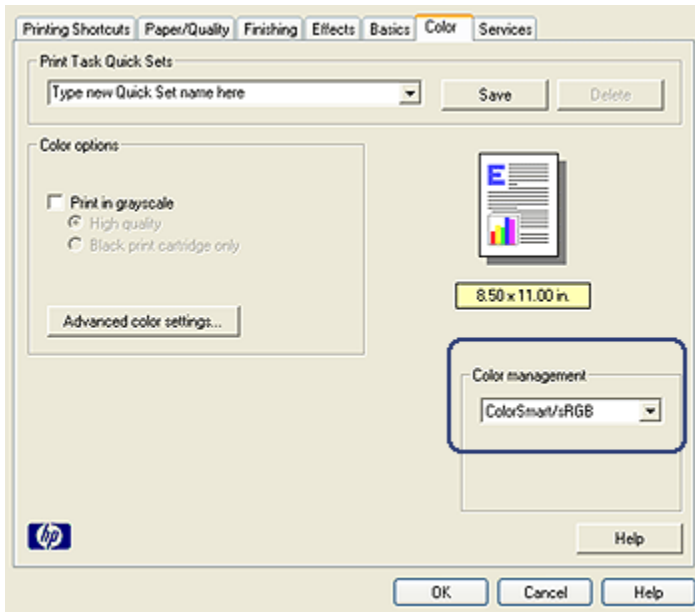 Printing Shortcuts Paper/Quality Finishing Effects Basics Color Services
Print Task Quick Sets
Type new Quick Set name here Save Delete
Color options
Print in grayscale
High quality
Black print cartridge only
E
8.50 x 11.00 in.
Advanced color settings...
Color management
ColorSmart/sRGB
hp
Help
OK Cancel Help